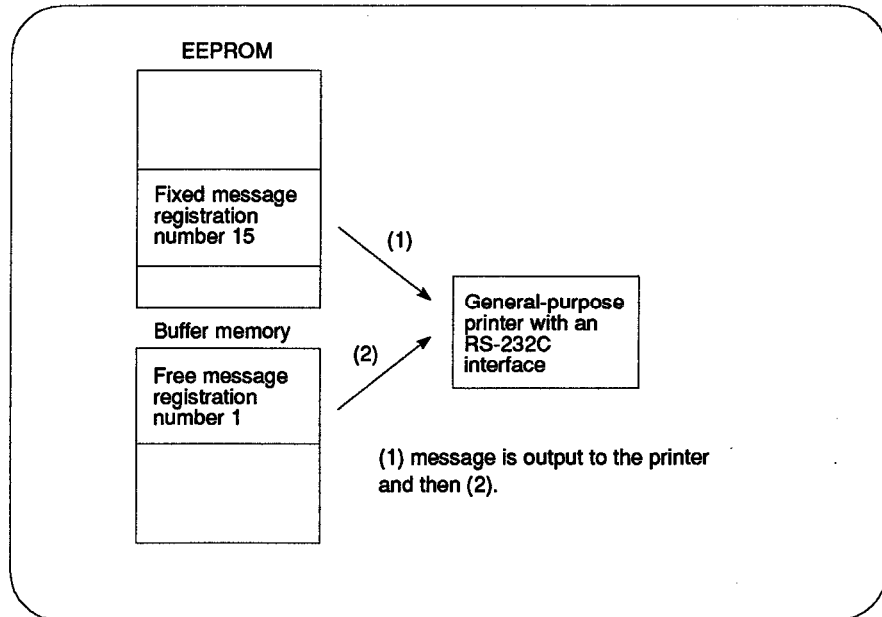 EEPROM
Fixed message
registration
number 15
(1)
General-purpose
printer with an
RS-232C
interface
Buffer memory
(2)
Free message
registration
number 1
(1) message is output to the printer
and then (2).